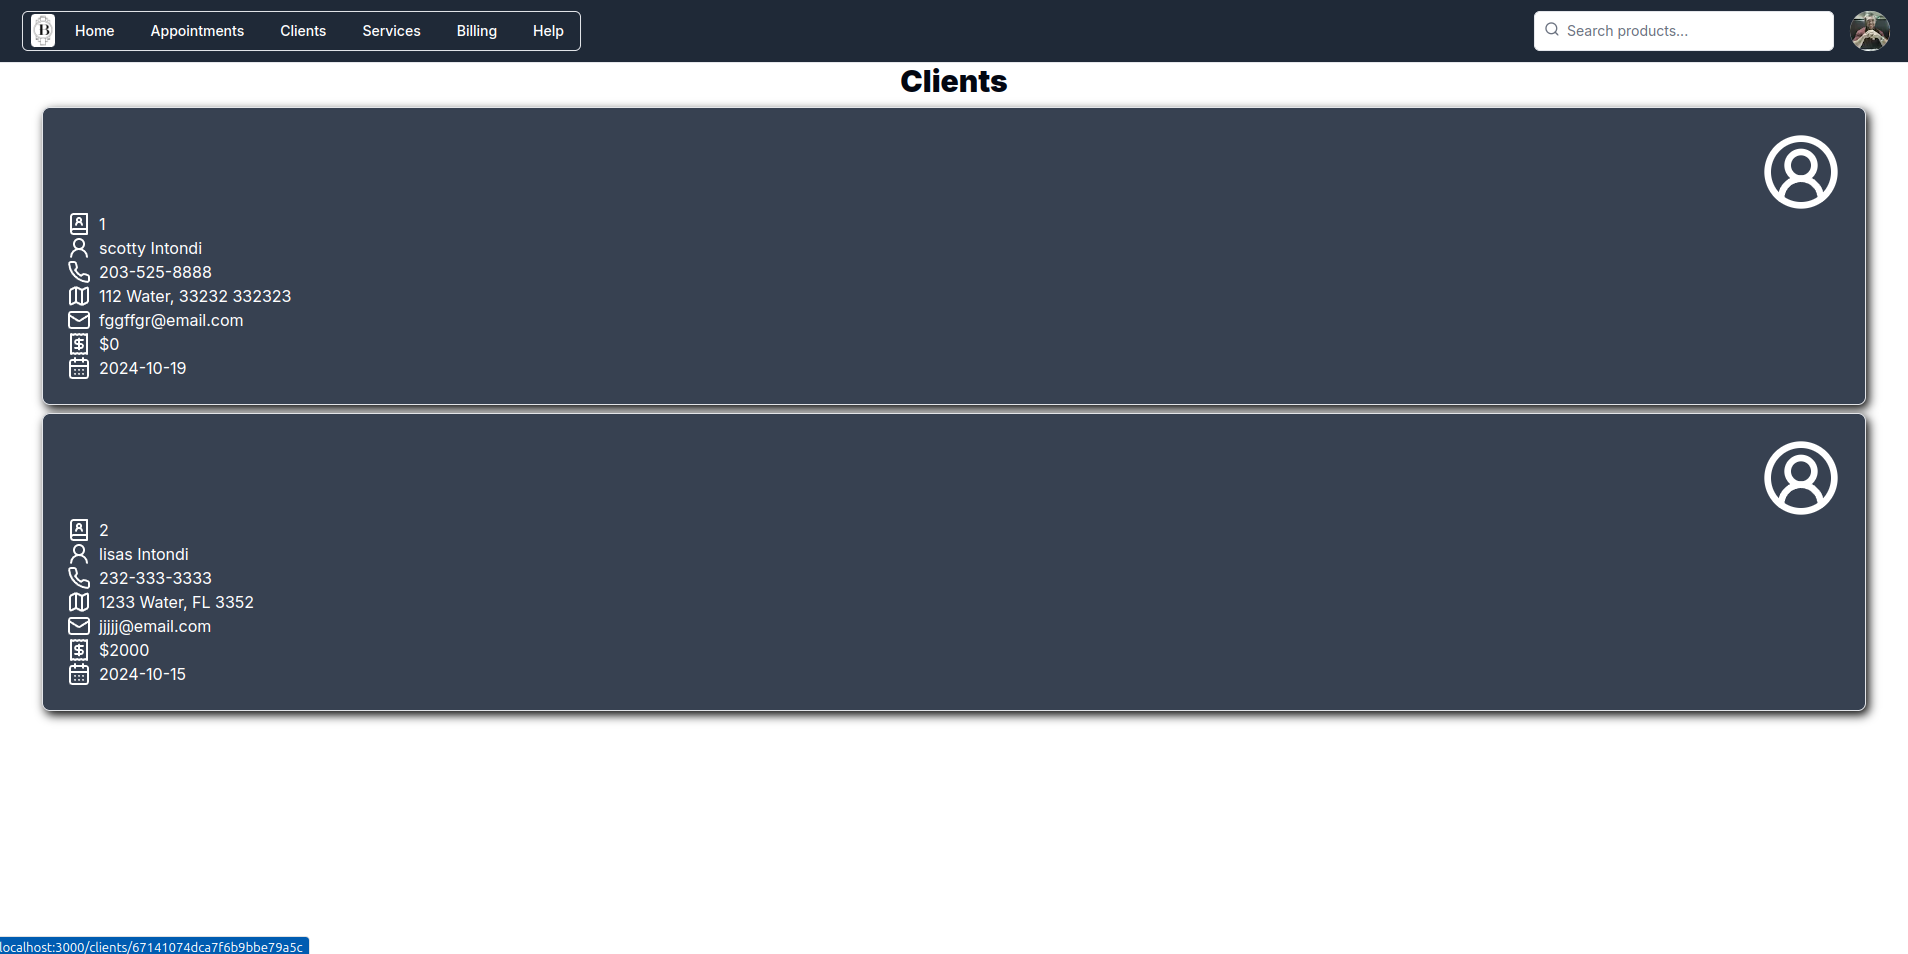 B Home Appointments Clients Services Billing Help Search products...
Clients
1
scotty Intondi
203-525-8888
112 Water, 33232 332323
fggffgr@email.com
$0
2024-10-19
2
lisas Intondi
232-333-3333
1233 Water, FL 3352
jjjjj@email.com
$2000
2024-10-15
localhost:3000/clients/67141074dca7f6b9bbe79a5c